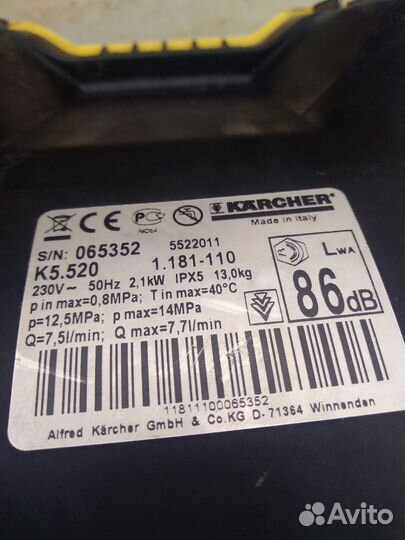 KÄRCHER
Made in Italy
S/N: 065352 5522011
K5.520 1.181-110
230V~ 50Hz 2,1kW IPX5 13,0kg
p in max=0,8MPa; T in max=40°C
p=12,5MPa; p max=14MPa
Q=7,5l/min; Q max=7,7l/min;
LWA
86dB
11811100065352
Alfred Kärcher GmbH & Co.KG D- 71364 Winnenden
Avito